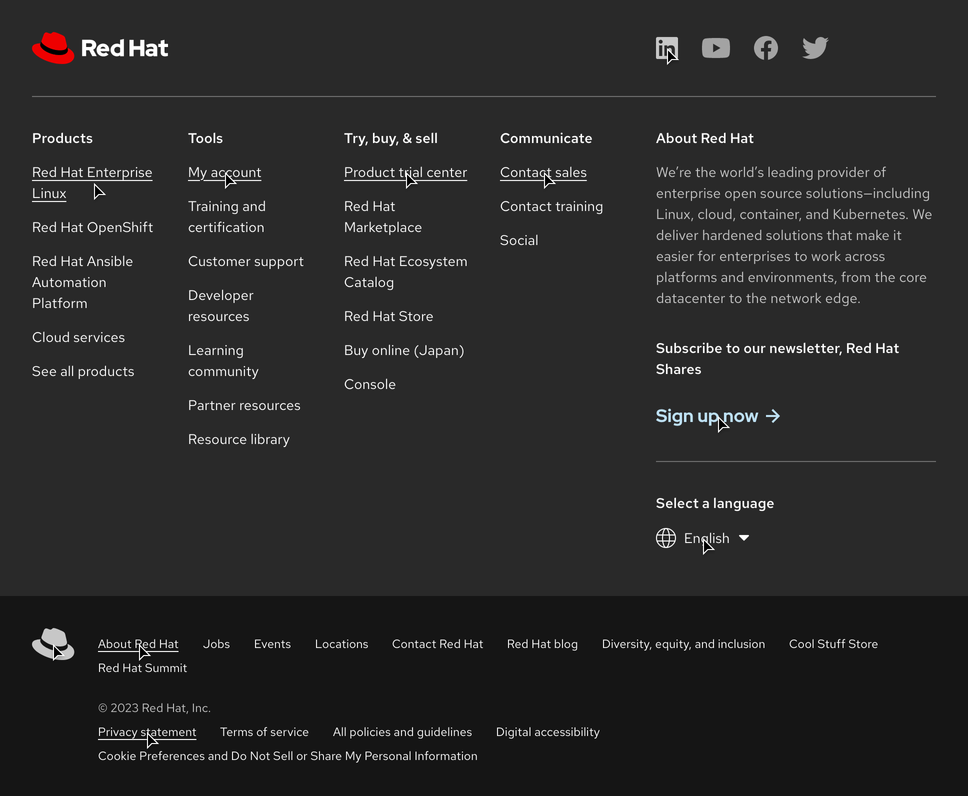 Red Hat
in
Products
Red Hat Enterprise
Linux
Red Hat OpenShift
Red Hat Ansible
Automation
Platform
Cloud services
See all products
Tools
My account
Training and
certification
Customer support
Developer
resources
Learning
community
Partner resources
Resource library
Try, buy, & sell
Product trial center
Red Hat
Marketplace
Red Hat Ecosystem
Catalog
Red Hat Store
Buy online (Japan)
Console
Communicate
Contact sales
Contact training
Social
About Red Hat
We’re the world’s leading provider of
enterprise open source solutions—including
Linux, cloud, container, and Kubernetes. We
deliver hardened solutions that make it
easier for enterprises to work across
platforms and environments, from the core
datacenter to the network edge.
Subscribe to our newsletter, Red Hat
Shares
Sign up now
Select a language
English
About Red Hat Jobs Events Locations Contact Red Hat Red Hat blog Diversity, equity, and inclusion Cool Stuff Store
Red Hat Summit
© 2023 Red Hat, Inc.
Privacy statement Terms of service All policies and guidelines Digital accessibility
Cookie Preferences and Do Not Sell or Share My Personal Information